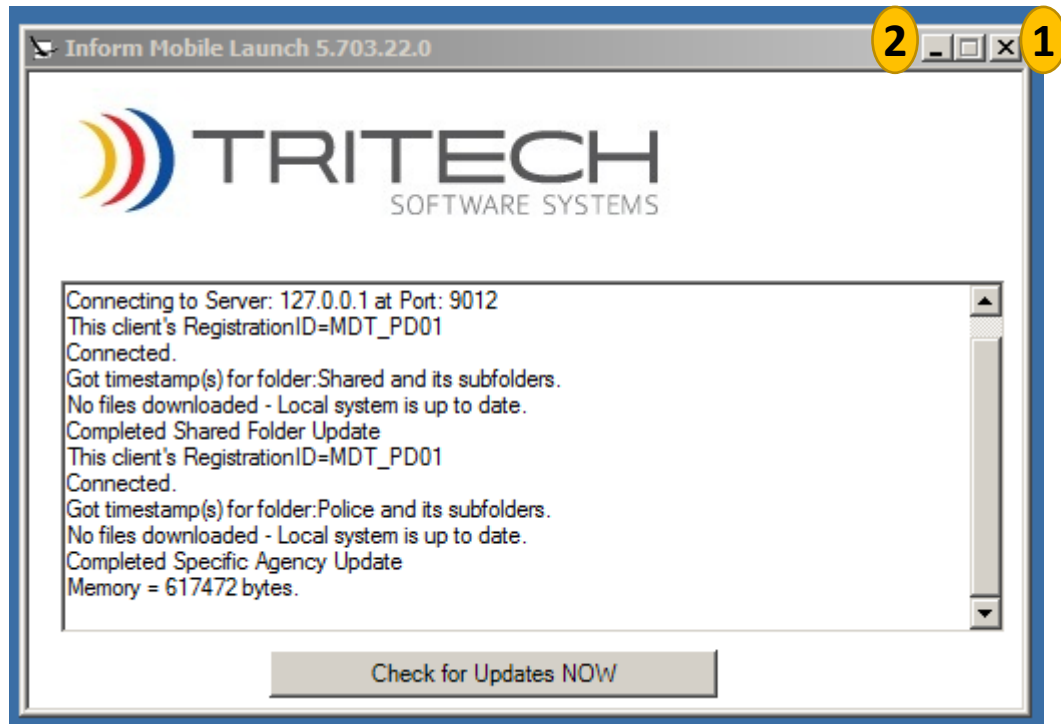 Inform Mobile Launch 5.703.22.0
2
1
TRITECH
SOFTWARE SYSTEMS
Connecting to Server: 127.0.0.1 at Port: 9012
This client's RegistrationID=MDT_PD01
Connected.
Got timestamp(s) for folder:Shared and its subfolders.
No files downloaded - Local system is up to date.
Completed Shared Folder Update
This client's RegistrationID=MDT_PD01
Connected.
Got timestamp(s) for folder:Police and its subfolders.
No files downloaded - Local system is up to date.
Completed Specific Agency Update
Memory = 617472 bytes.
Check for Updates NOW